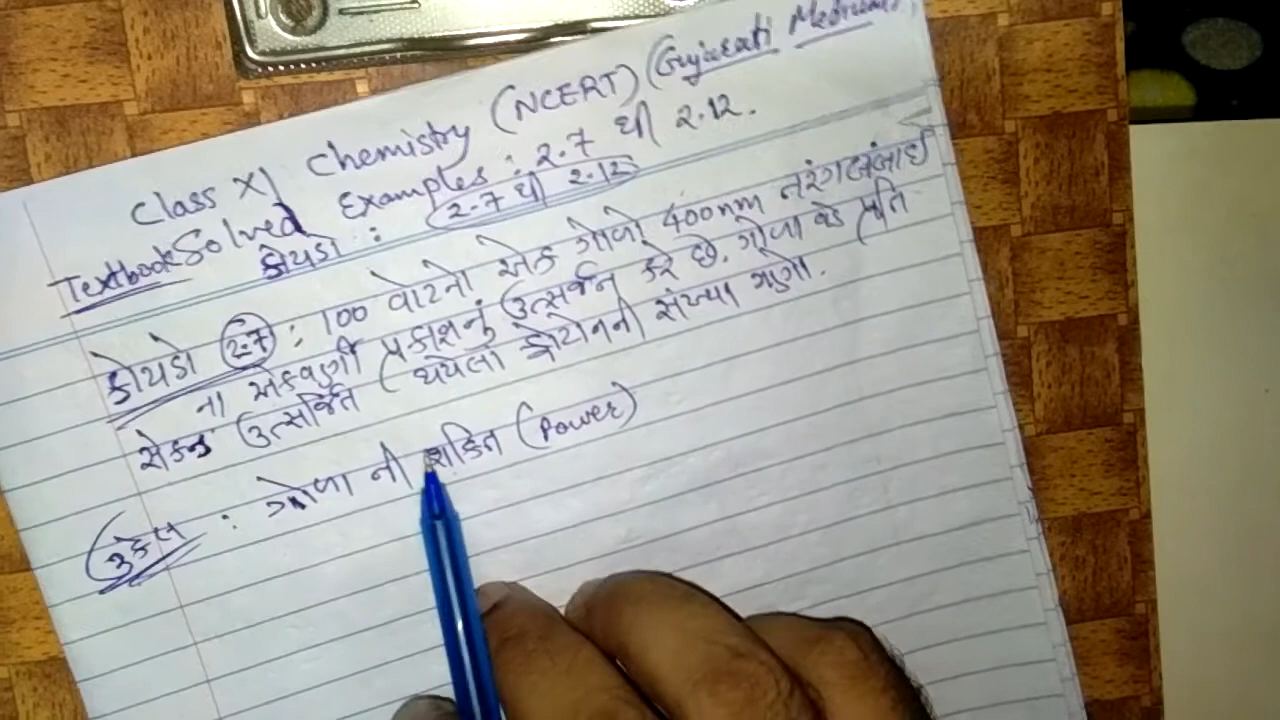 Class XI Chemistry (NCERT) (Gujarati Medium)
Textbook Solved Examples : 2.7 થી 2.12.
કોયડો : (2.7 થી 2.12)
કોયડો 2.7 : 100 વોટનો એક ગોળો 400nm તરંગલંબાઈ
ના એકવર્ણી પ્રકાશનું ઉત્સર્જન કરે છે. ગોળા વડે પ્રતિ
સેકન્ડ ઉત્સર્જિત થયેલા ફોટોનની સંખ્યા ગણો.
ઉકેલ : ગોળા ની શકિત (Power)